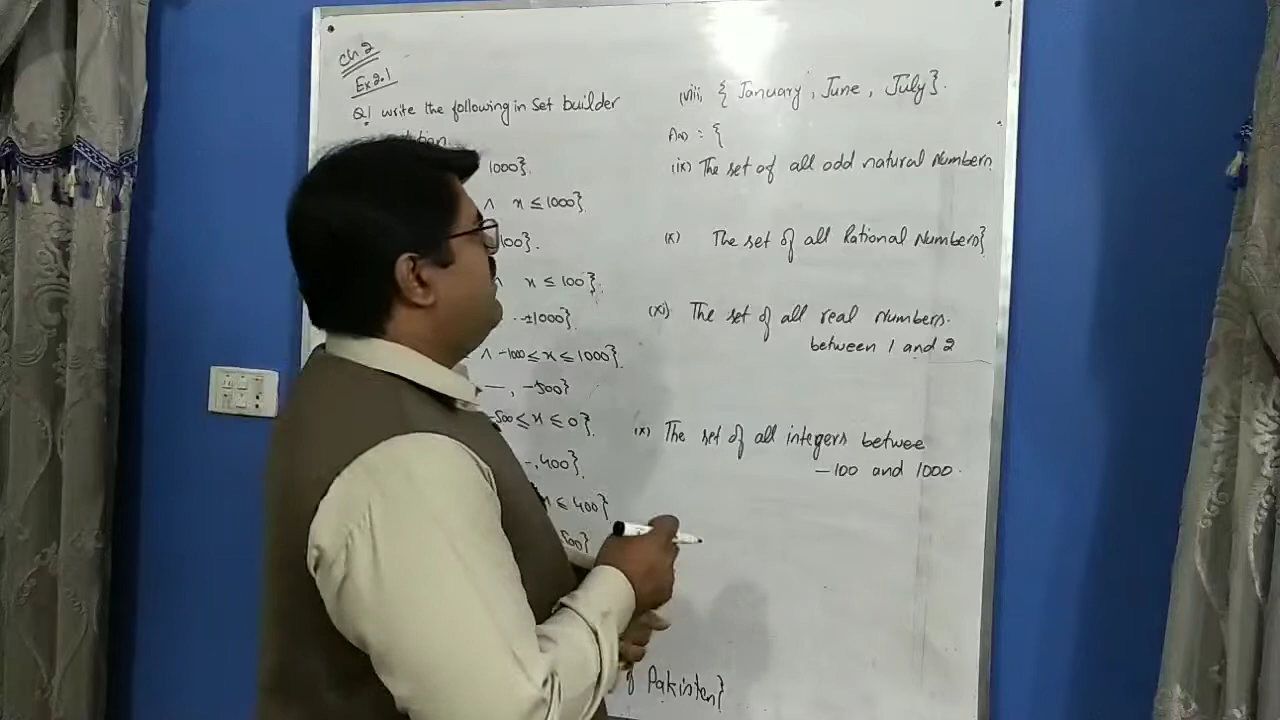 Ch 2
Ex 2.1
Q1 Write the following in Set builder
1000}.
∧ x ≤ 1000}
100}.
x ≤ 100}.
±1000}.
∧ -1000 ≤ x ≤ 1000}
—, -500}
-500 ≤ x ≤ 0}.
-, 400}.
≤ 400}
500}
of Pakistan}
(viii) { January, June, July}.
Ans : {
(ix) The set of all odd natural Numbers
(x) The set of all Rational Numbers}
(xi) The set of all real Numbers.
between 1 and 2
(x) The set of all integers betwee
-100 and 1000.